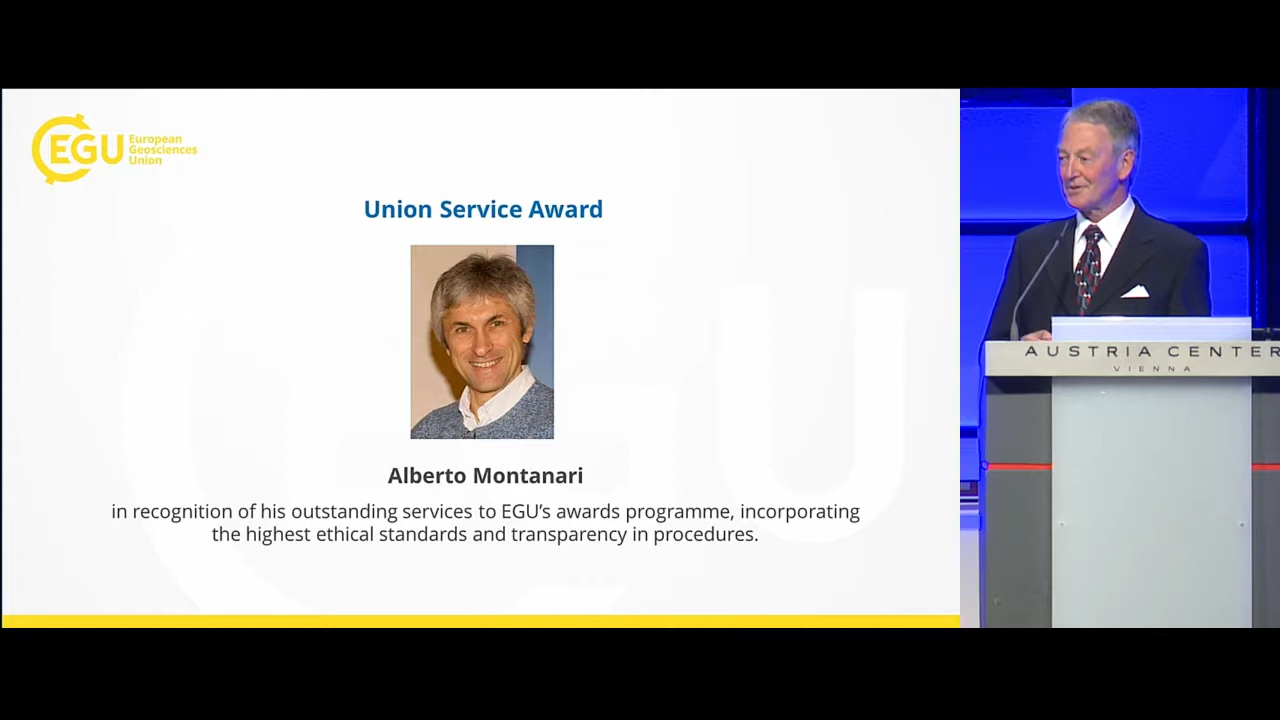 EGU
European
Geosciences
Union
Union Service Award
Alberto Montanari
in recognition of his outstanding services to EGU’s awards programme, incorporating
the highest ethical standards and transparency in procedures.
AUSTRIA CENTER
VIENNA